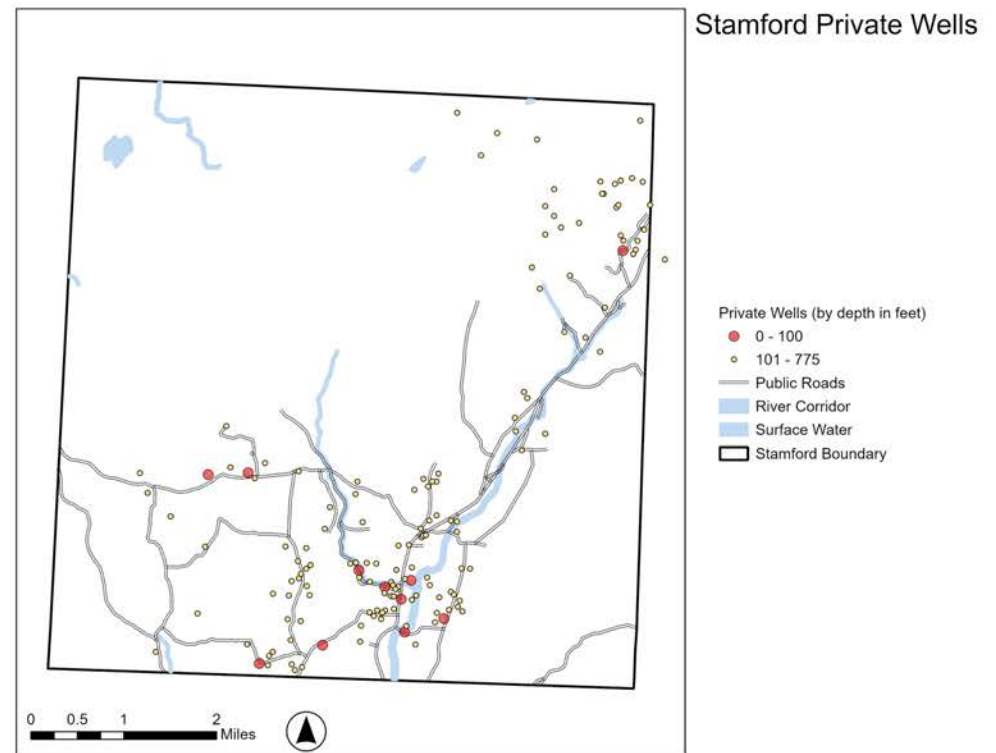 Stamford Private Wells
Private Wells (by depth in feet)
0 - 100
101 - 775
Public Roads
River Corridor
Surface Water
Stamford Boundary
0 0.5 1 2
Miles